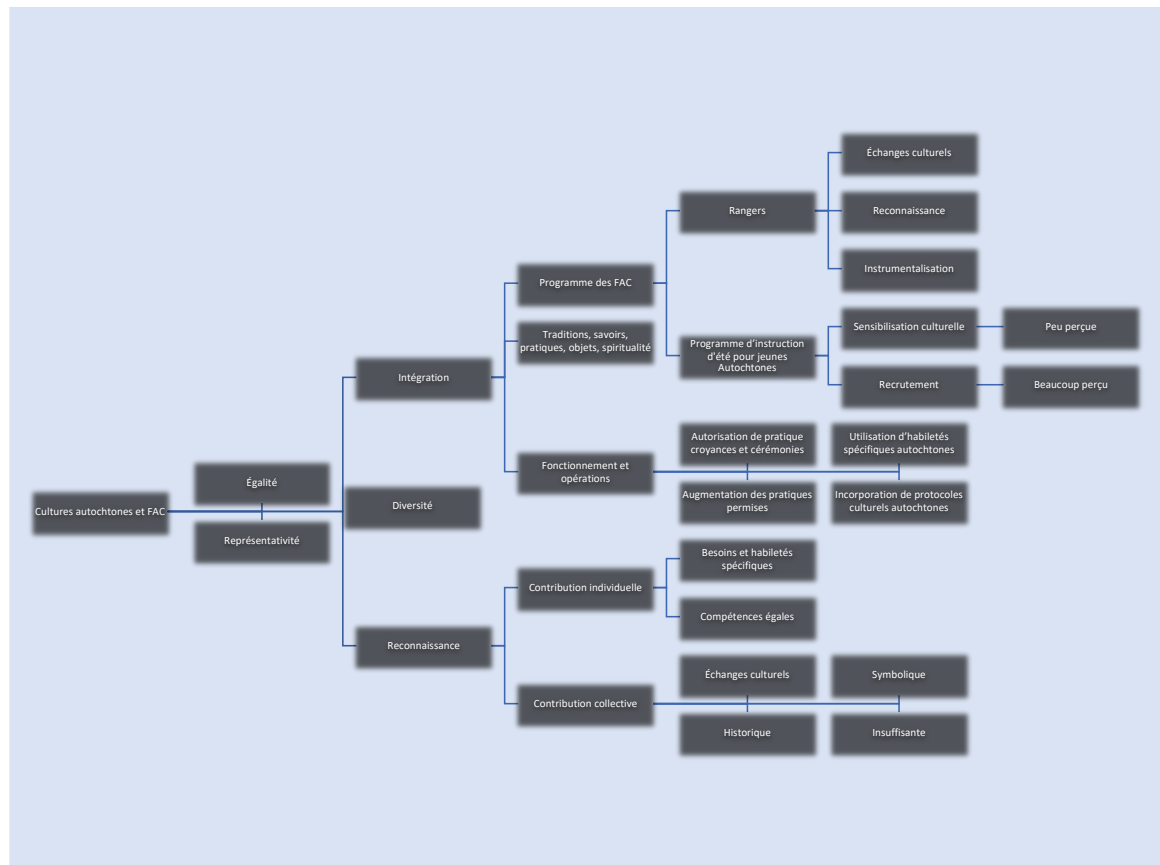 Cultures autochtones et FAC
Égalité
Représentativité
Intégration
Diversité
Reconnaissance
Programme des FAC
Traditions, savoirs,
pratiques, objets, spiritualité
Fonctionnement et
opérations
Contribution individuelle
Contribution collective
Rangers
Programme d'instruction
d'été pour jeunes
Autochtones
Autorisation de pratique
croyances et cérémonies
Augmentation des pratiques
permises
Besoins et habiletés
spécifiques
Compétences égales
Échanges culturels
Historique
Échanges culturels
Reconnaissance
Instrumentalisation
Sensibilisation culturelle
Recrutement
Utilisation d'habiletés
spécifiques autochtones
Incorporation de protocoles
culturels autochtones
Symbolique
Insuffisante
Peu perçue
Beaucoup perçu